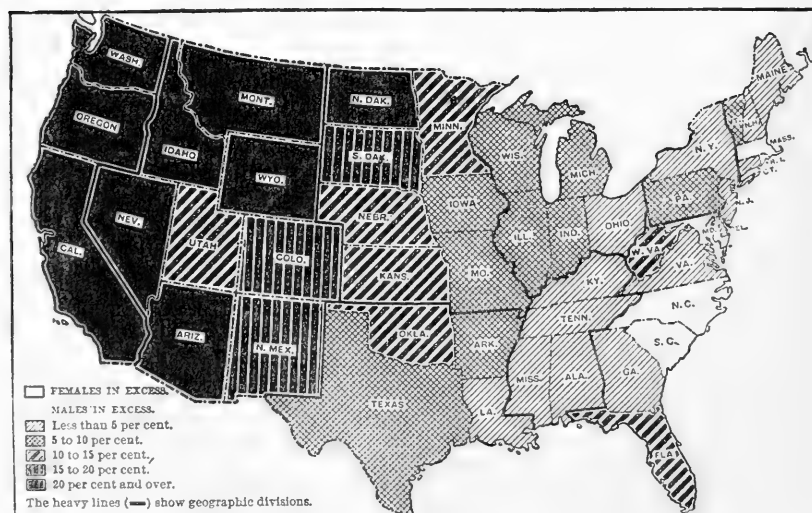 WASH.
MONT.
N. DAK.
MINN.
MAINE
OREGON
IDAHO
S. DAK.
WIS.
N.Y.
MASS.
WYO.
MICH.
NEBR.
IOWA
PA.
N.J.
NEV.
UTAH
COLO.
ILL.
IND.
OHIO
W. VA.
VA.
CAL.
KANS.
MO.
KY.
N.C.
ARIZ.
N. MEX.
OKLA.
ARK.
TENN.
S.C.
TEXAS
LA.
MISS.
ALA.
GA.
FLA.
FEMALES IN EXCESS.
MALES IN EXCESS.
Less than 5 per cent.
5 to 10 per cent.
10 to 15 per cent.
15 to 20 per cent.
20 per cent and over.
The heavy lines (▬) show geographic divisions.